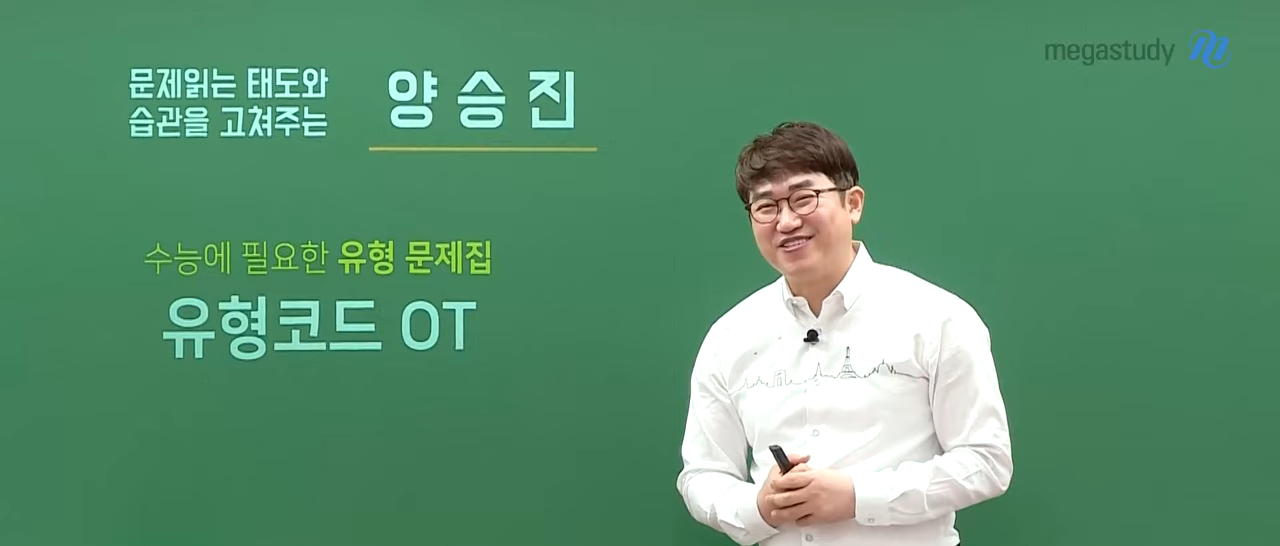 megastudy
문제읽는 태도와
습관을 고쳐주는
양승진
수능에 필요한 유형 문제집
유형코드 OT